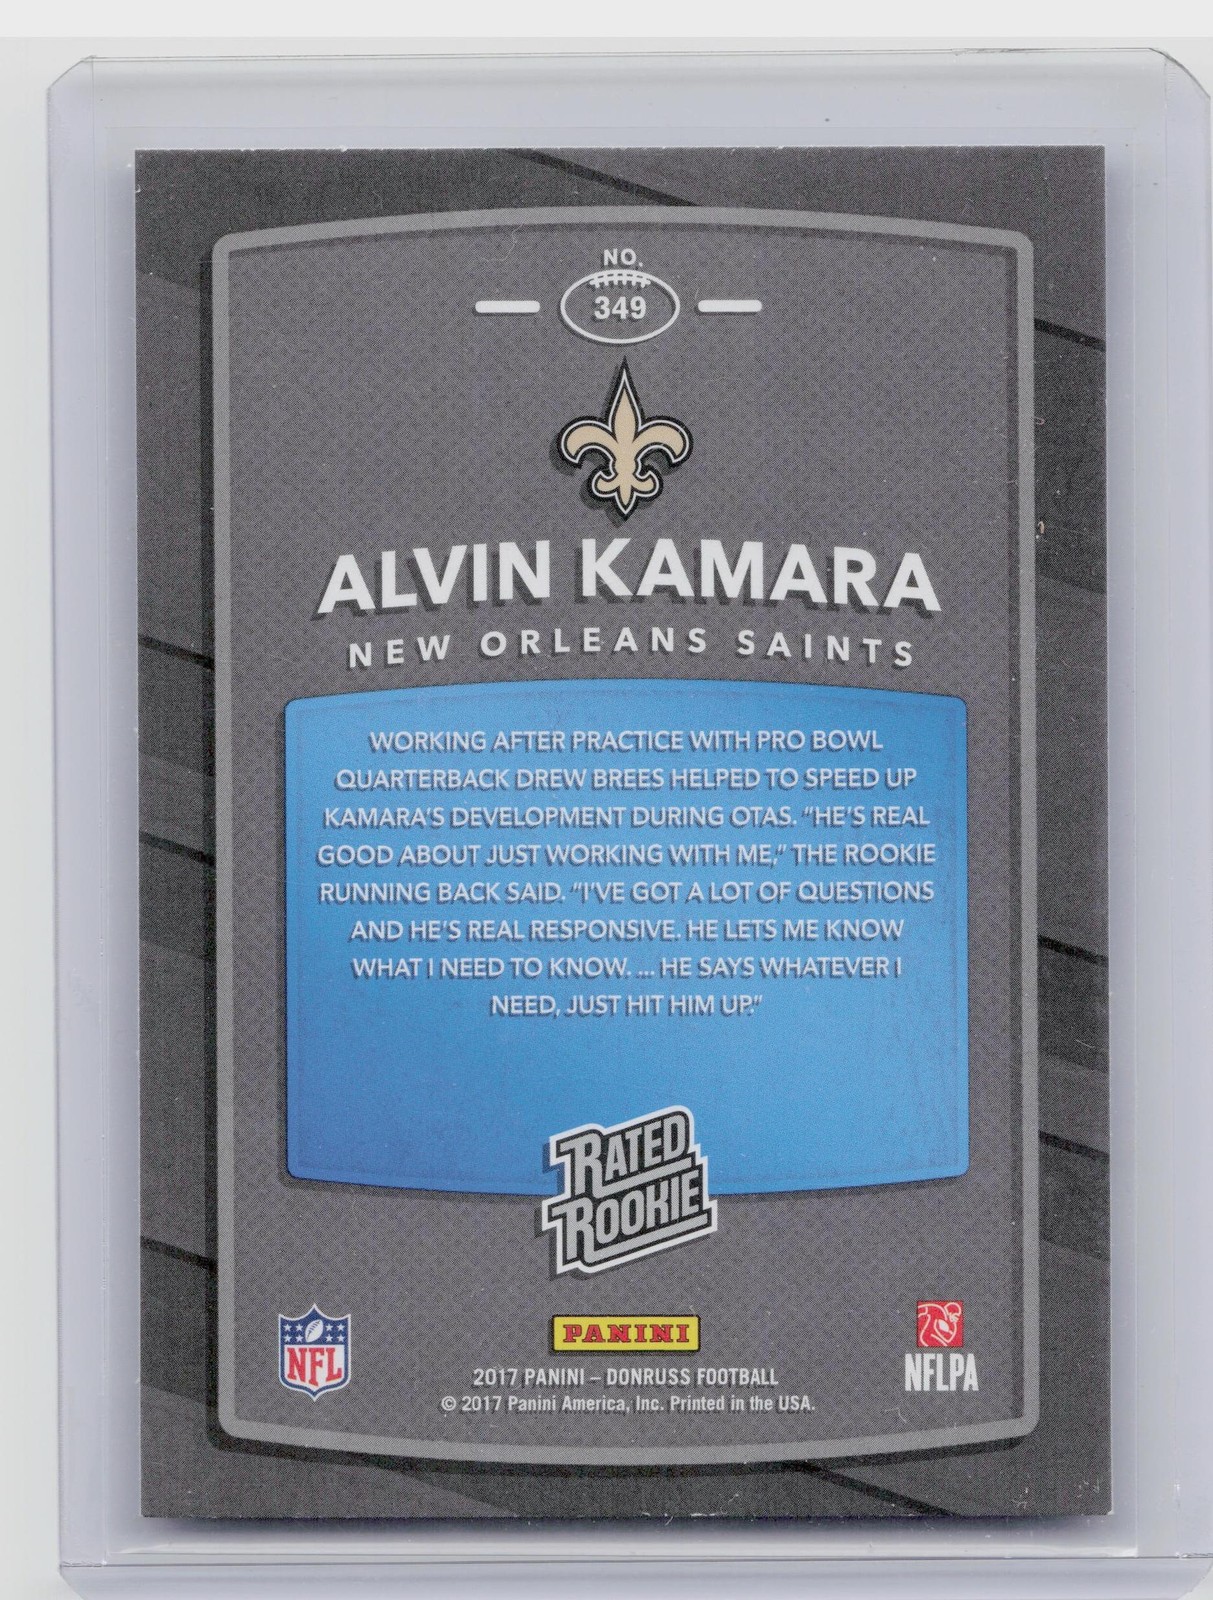 NO.
349
ALVIN KAMARA
NEW ORLEANS SAINTS
WORKING AFTER PRACTICE WITH PRO BOWL
QUARTERBACK DREW BREES HELPED TO SPEED UP
KAMARA'S DEVELOPMENT DURING OTAS. "HE'S REAL
GOOD ABOUT JUST WORKING WITH ME," THE ROOKIE
RUNNING BACK SAID. "I'VE GOT A LOT OF QUESTIONS
AND HE'S REAL RESPONSIVE. HE LETS ME KNOW
WHAT I NEED TO KNOW. ... HE SAYS WHATEVER I
NEED, JUST HIT HIM UP."
RATED
ROOKIE
NFL
PANINI
NFLPA
2017 PANINI – DONRUSS FOOTBALL
© 2017 Panini America, Inc. Printed in the USA.